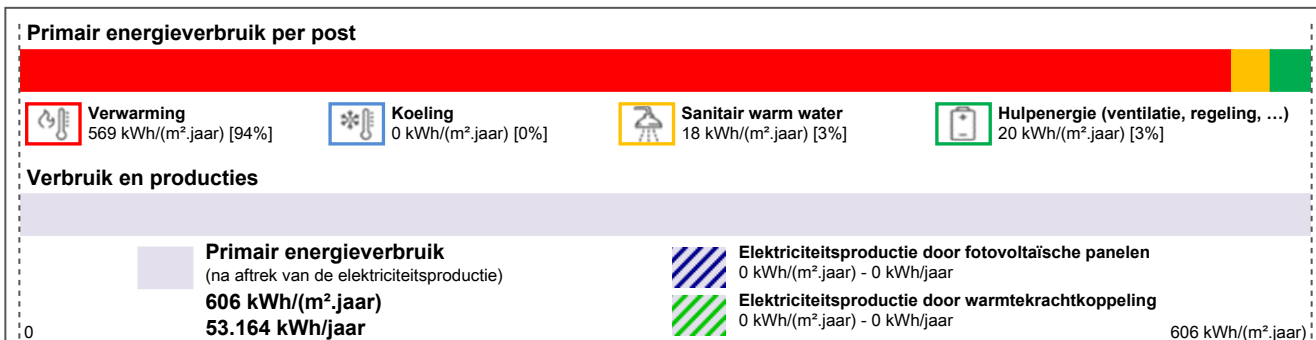 Primair energieverbruik per post
Verwarming
569 kWh/(m².jaar) [94%]
Koeling
0 kWh/(m².jaar) [0%]
Sanitair warm water
18 kWh/(m².jaar) [3%]
Hulpenergie (ventilatie, regeling, …)
20 kWh/(m².jaar) [3%]
Verbruik en producties
Primair energieverbruik
(na aftrek van de elektriciteitsproductie)
606 kWh/(m².jaar)
53.164 kWh/jaar
Elektriciteitsproductie door fotovoltaïsche panelen
0 kWh/(m².jaar) - 0 kWh/jaar
Elektriciteitsproductie door warmtekrachtkoppeling
0 kWh/(m².jaar) - 0 kWh/jaar
0
606 kWh/(m².jaar)